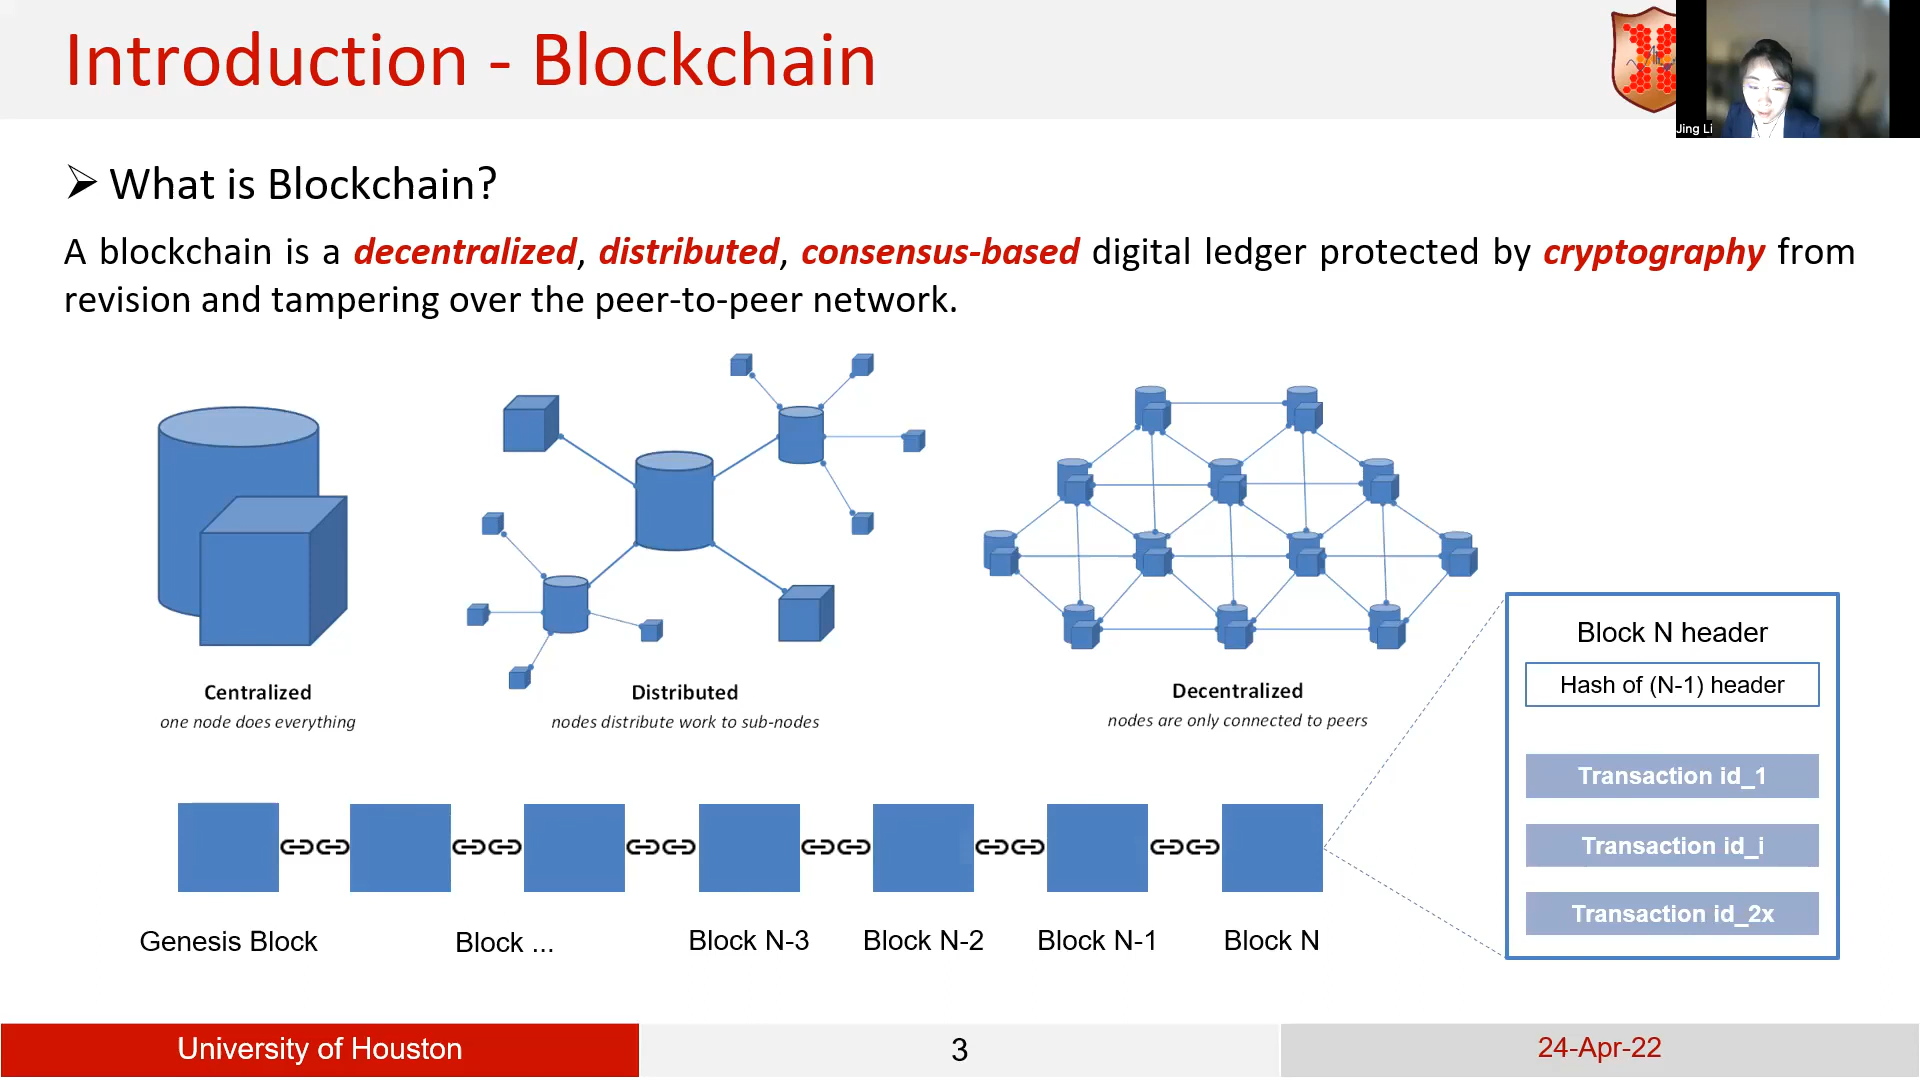 Introduction - Blockchain
Jing Li
What is Blockchain?
A blockchain is a decentralized, distributed, consensus-based digital ledger protected by cryptography from
revision and tampering over the peer-to-peer network.
Centralized
one node does everything
Distributed
nodes distribute work to sub-nodes
Decentralized
nodes are only connected to peers
Block N header
Hash of (N-1) header
Transaction id_1
Transaction id_i
Transaction id_2x
Genesis Block
Block ...
Block N-3
Block N-2
Block N-1
Block N
University of Houston
3
24-Apr-22